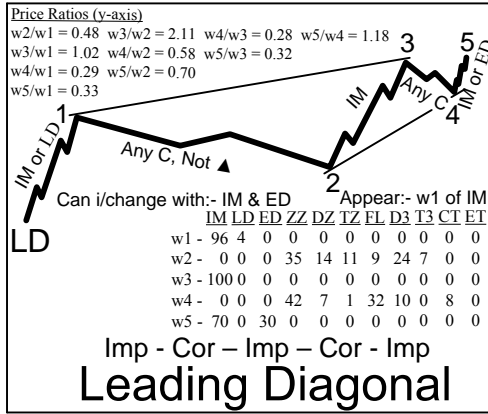 Price Ratios (y-axis)
w2/w1 = 0.48 w3/w2 = 2.11 w4/w3 = 0.28 w5/w4 = 1.18
w3/w1 = 1.02 w4/w2 = 0.58 w5/w3 = 0.32
w4/w1 = 0.29 w5/w2 = 0.70
w5/w1 = 0.33
1
2
3
4
5
IM or LD
Any C, Not ▲
IM
Any C
IM or ED
LD
Can i/change with:- IM & ED Appear:- w1 of IM
IM LD ED ZZ DZ TZ FL D3 T3 CT ET
w1 - 96 4 0 0 0 0 0 0 0 0 0
w2 - 0 0 0 35 14 11 9 24 7 0 0
w3 - 100 0 0 0 0 0 0 0 0 0 0
w4 - 0 0 0 42 7 1 32 10 0 8 0
w5 - 70 0 30 0 0 0 0 0 0 0 0
Imp - Cor – Imp – Cor - Imp
Leading Diagonal